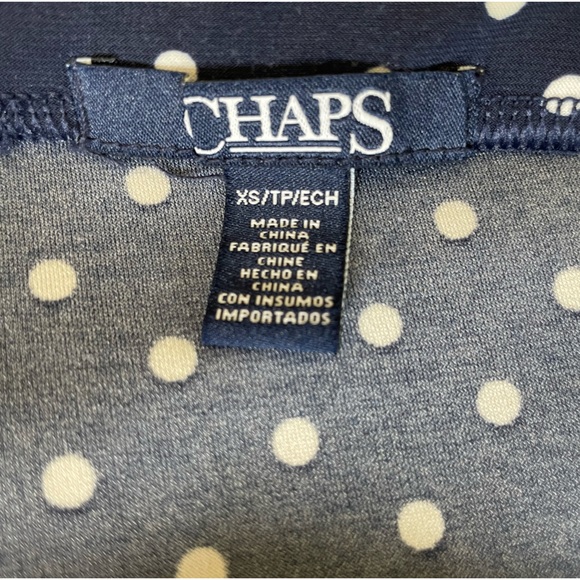 CHAPS
XS/TP/ECH
MADE IN
CHINA
FABRIQUÉ EN
CHINE
HECHO EN
CHINA
CON INSUMOS
IMPORTADOS